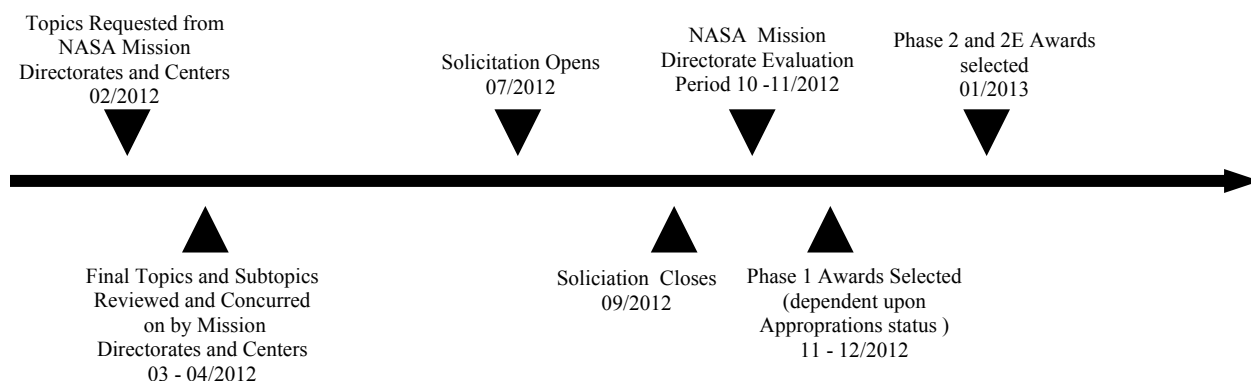 Topics Requested from
NASA Mission
Directorates and Centers
02/2012
Solicitation Opens
07/2012
NASA Mission
Directorate Evaluation
Period 10 -11/2012
Phase 2 and 2E Awards
selected
01/2013
Final Topics and Subtopics
Reviewed and Concurred
on by Mission
Directorates and Centers
03 - 04/2012
Soliciation Closes
09/2012
Phase 1 Awards Selected
(dependent upon
Approprations status )
11 - 12/2012